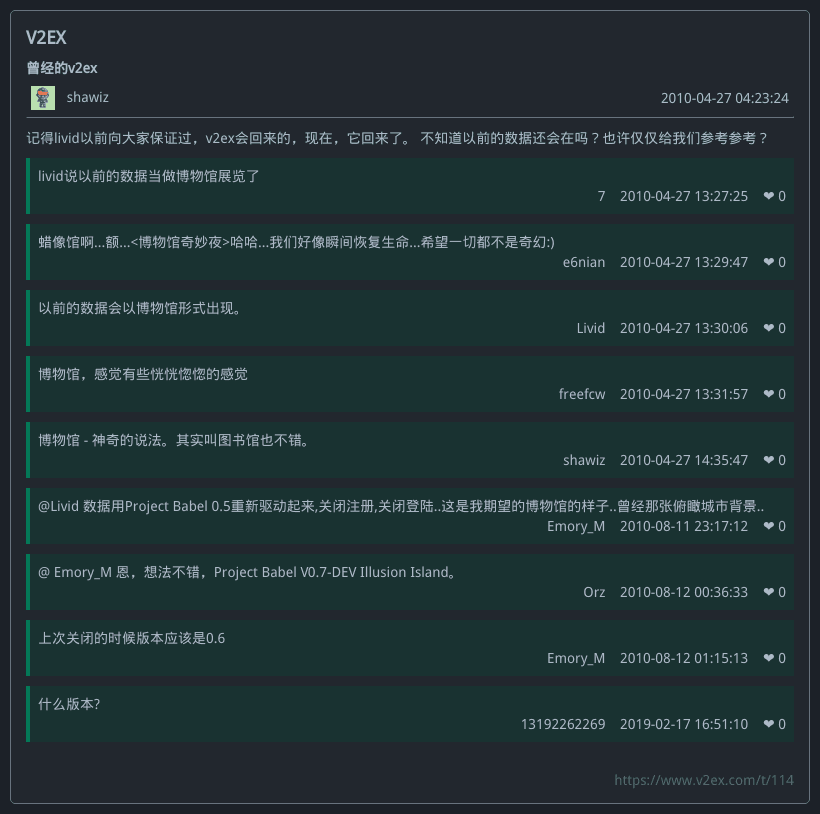 V2EX
曾经的v2ex
shawiz 2010-04-27 04:23:24
记得livid以前向大家保证过，v2ex会回来的，现在，它回来了。 不知道以前的数据还会在吗？也许仅仅给我们参考参考？
livid说以前的数据当做博物馆展览了
7 2010-04-27 13:27:25 ❤ 0
蜡像馆啊...额...<博物馆奇妙夜>哈哈...我们好像瞬间恢复生命...希望一切都不是奇幻:)
e6nian 2010-04-27 13:29:47 ❤ 0
以前的数据会以博物馆形式出现。
Livid 2010-04-27 13:30:06 ❤ 0
博物馆，感觉有些恍恍惚惚的感觉
freefcw 2010-04-27 13:31:57 ❤ 0
博物馆 - 神奇的说法。其实叫图书馆也不错。
shawiz 2010-04-27 14:35:47 ❤ 0
@Livid 数据用Project Babel 0.5重新驱动起来,关闭注册,关闭登陆..这是我期望的博物馆的样子..曾经那张俯瞰城市背景..
Emory_M 2010-08-11 23:17:12 ❤ 0
@ Emory_M 恩，想法不错，Project Babel V0.7-DEV Illusion Island。
Orz 2010-08-12 00:36:33 ❤ 0
上次关闭的时候版本应该是0.6
Emory_M 2010-08-12 01:15:13 ❤ 0
什么版本?
13192262269 2019-02-17 16:51:10 ❤ 0
https://www.v2ex.com/t/114